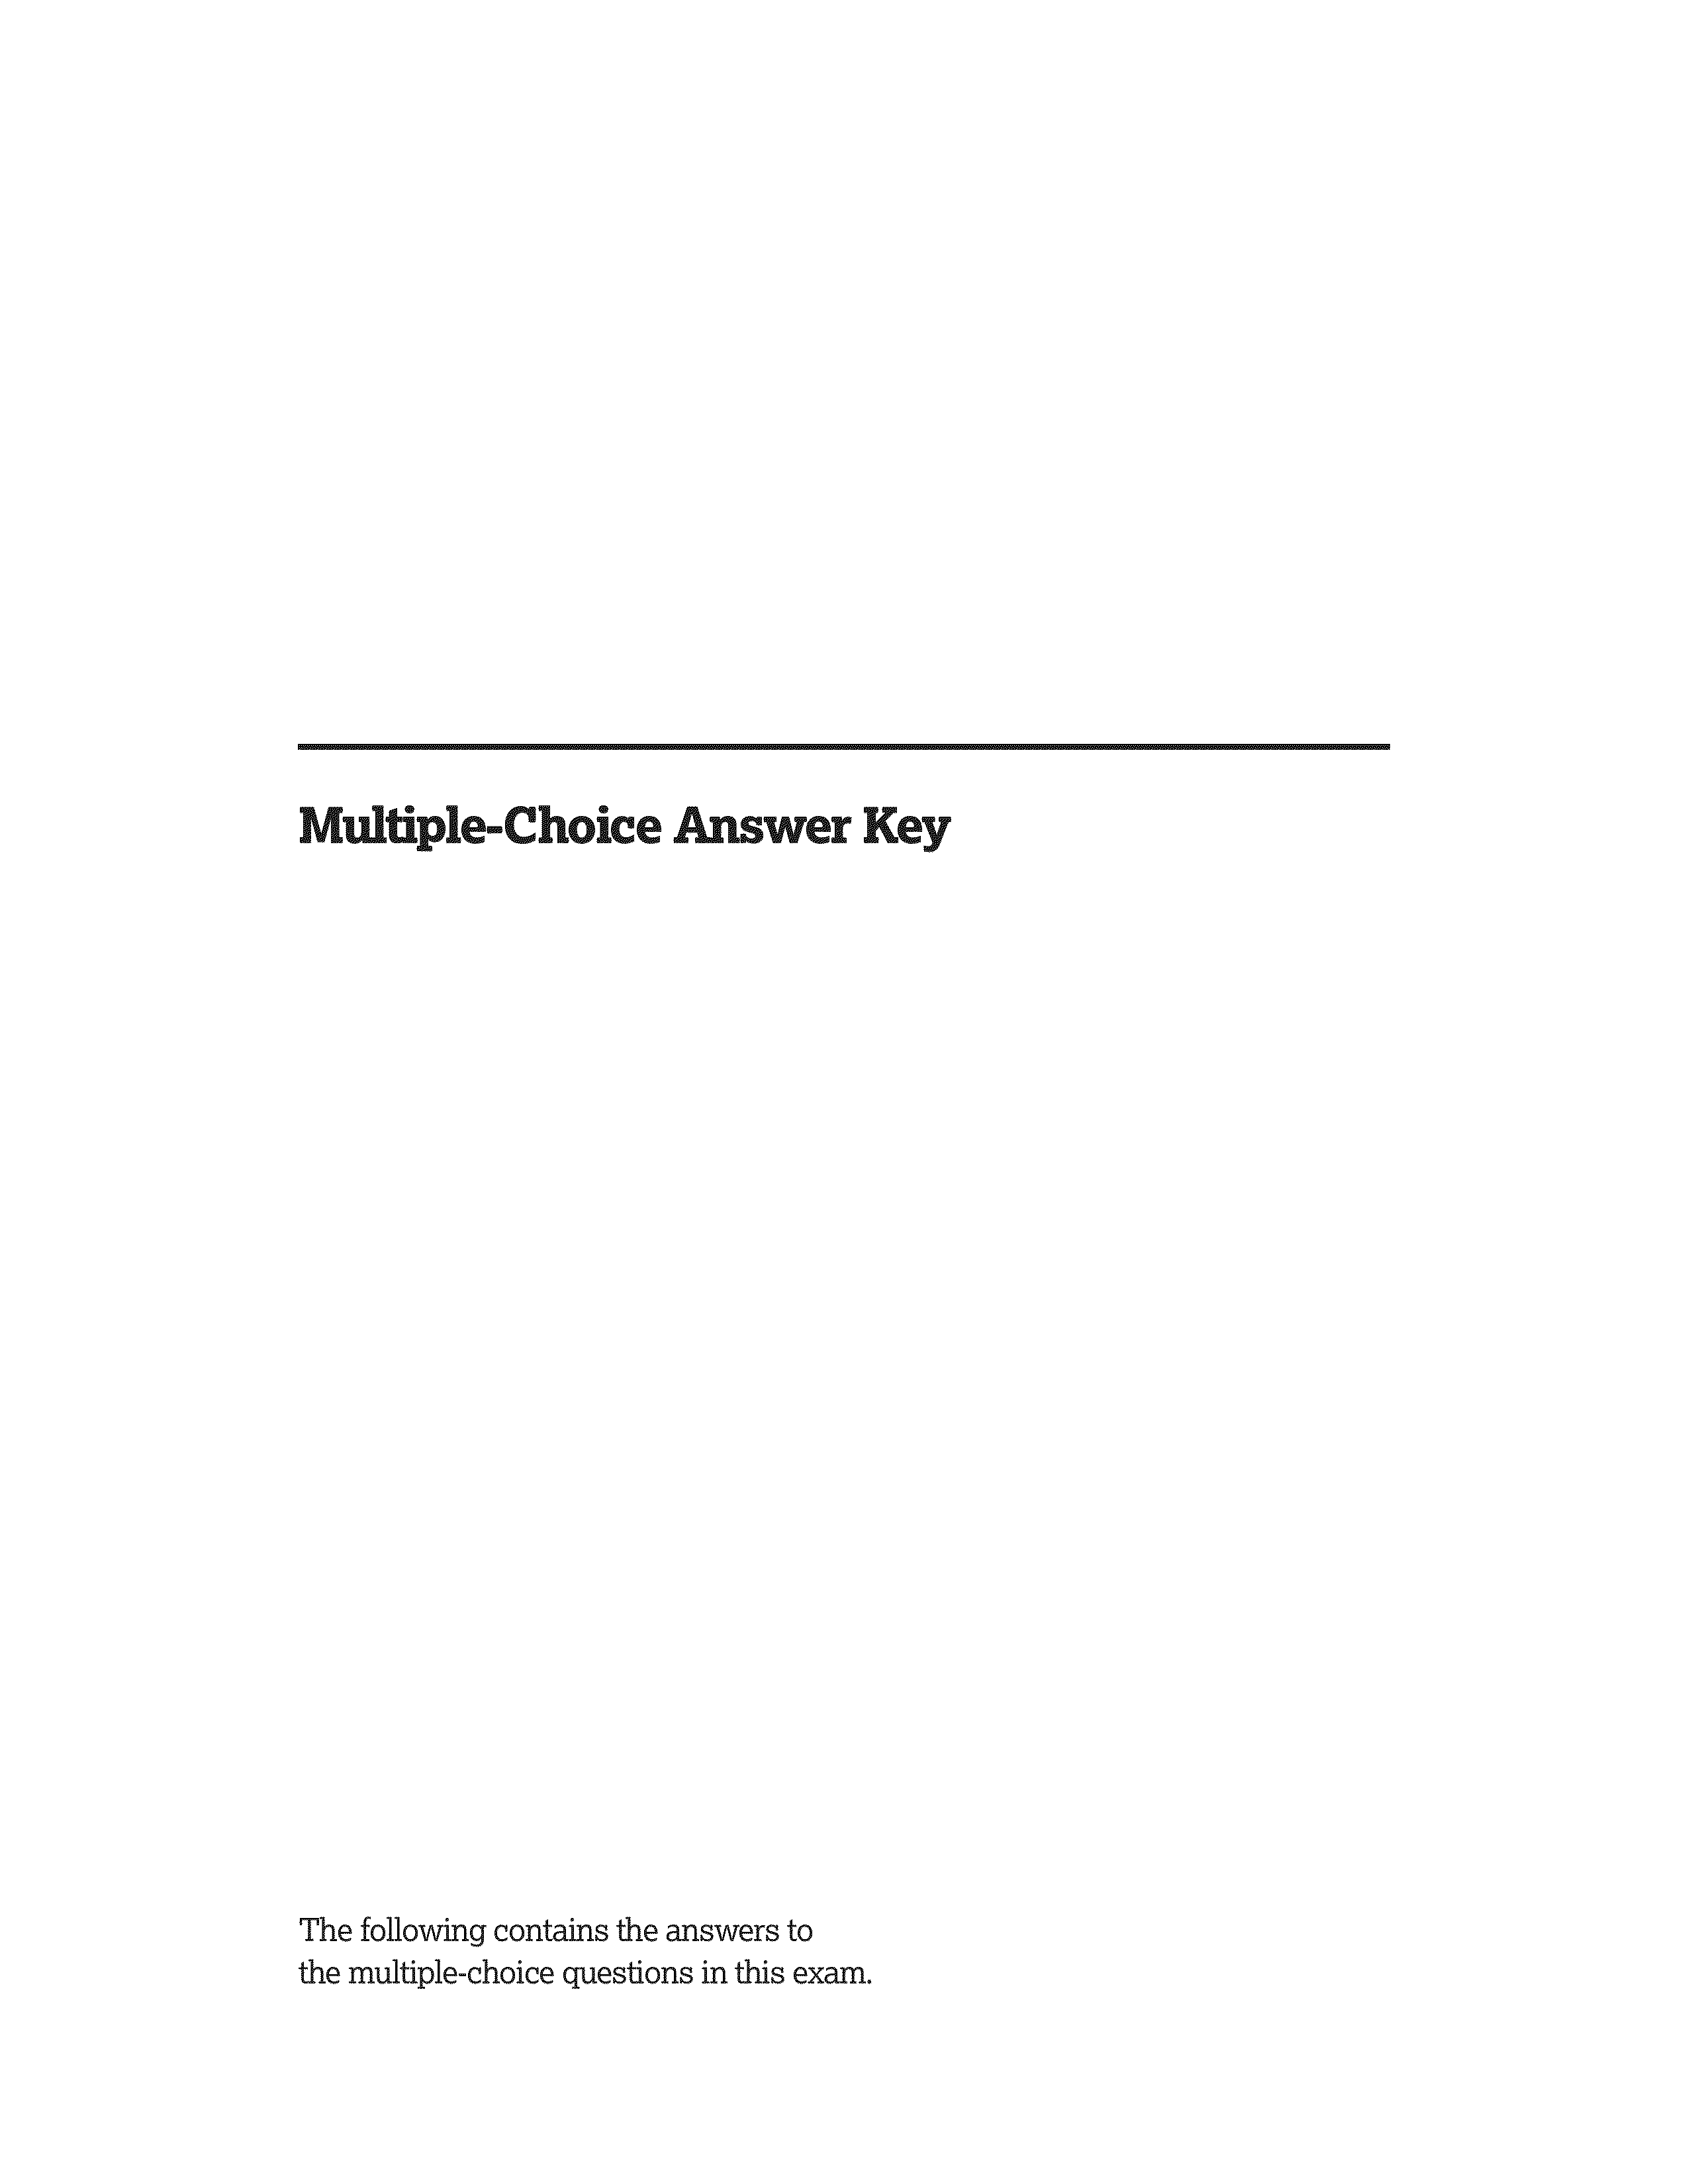 Multiple-Choice Answer Key
The following contains the answers to
the multiple-choice questions in this exam.